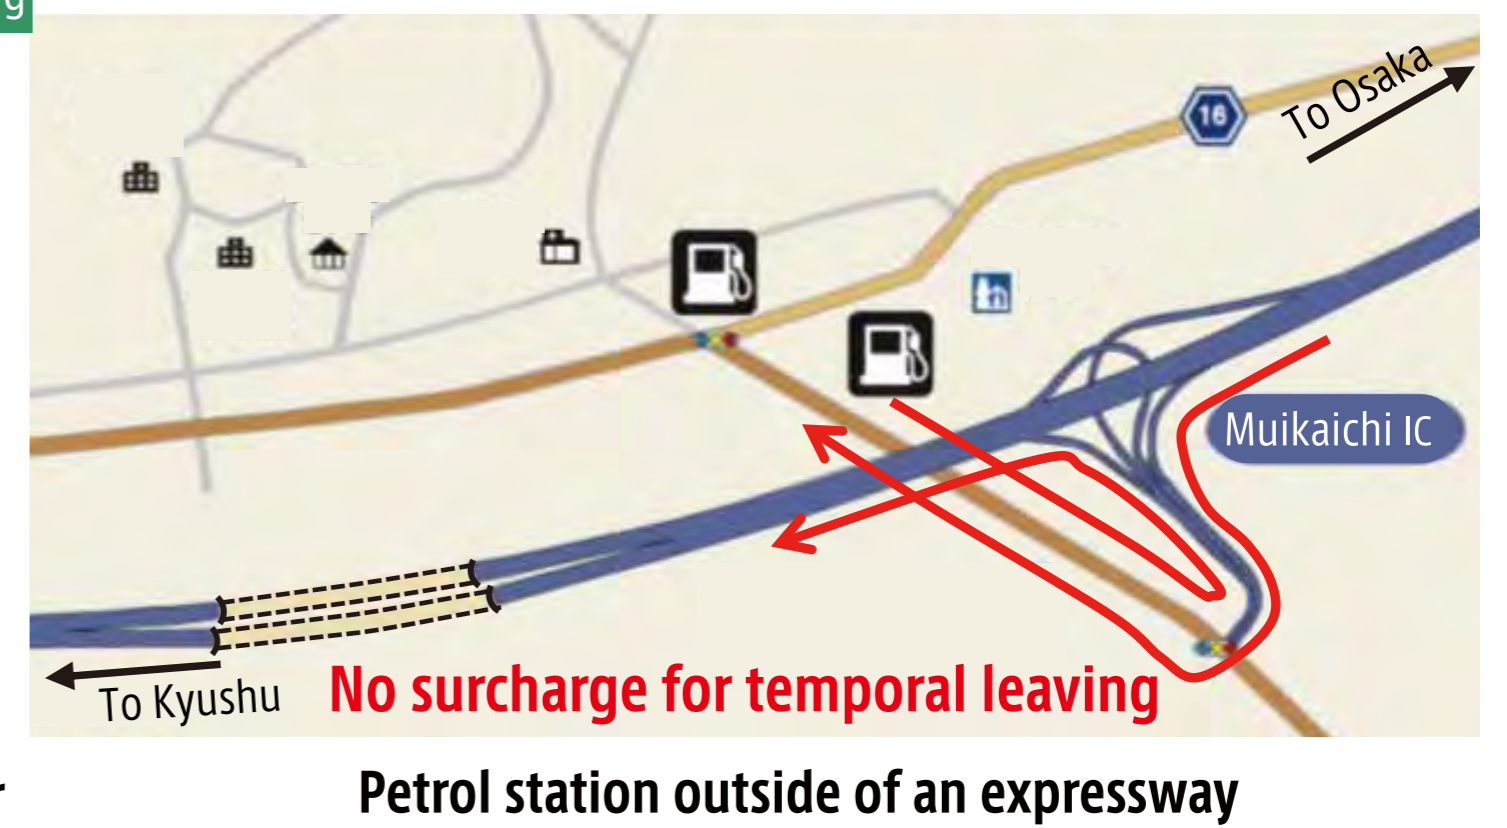 g
16
To Osaka
Muikaichi IC
To Kyushu
No surcharge for temporal leaving
Petrol station outside of an expressway